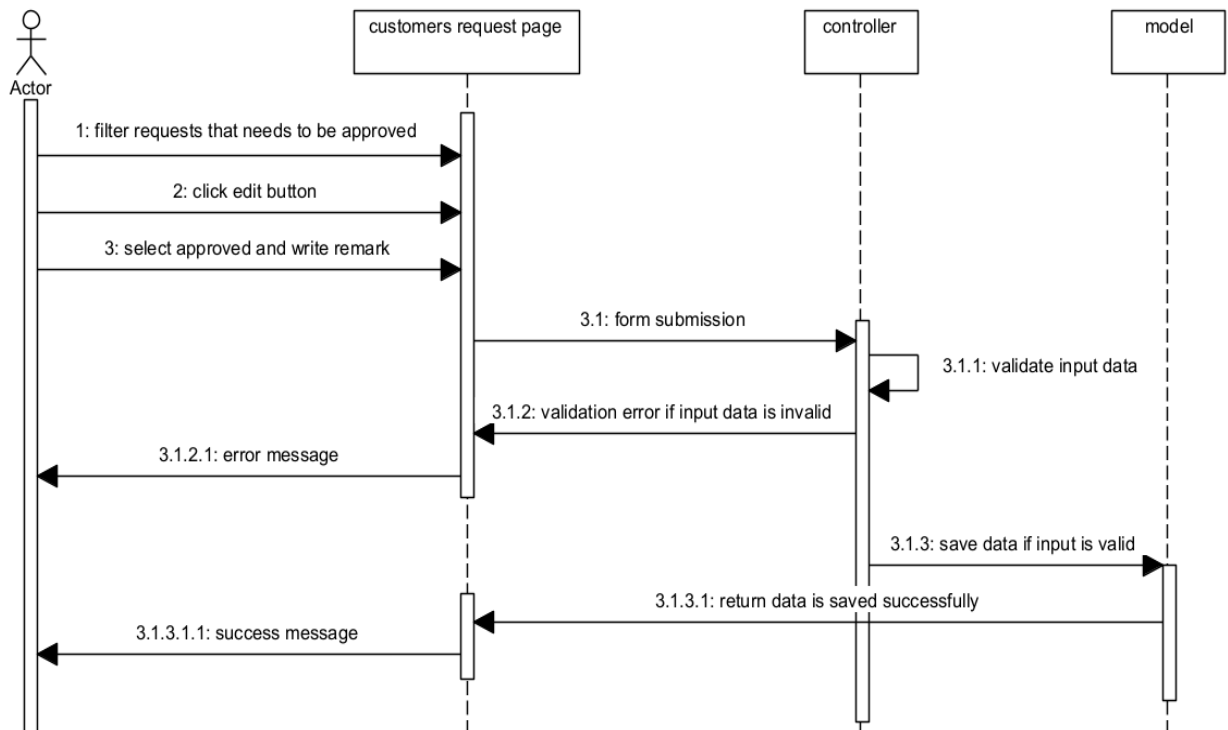 customers request page
controller
model
Actor
1: filter requests that needs to be approved
2: click edit button
3: select approved and write remark
3.1: form submission
3.1.1: validate input data
3.1.2: validation error if input data is invalid
3.1.2.1: error message
3.1.3: save data if input is valid
3.1.3.1: return data is saved successfully
3.1.3.1.1: success message